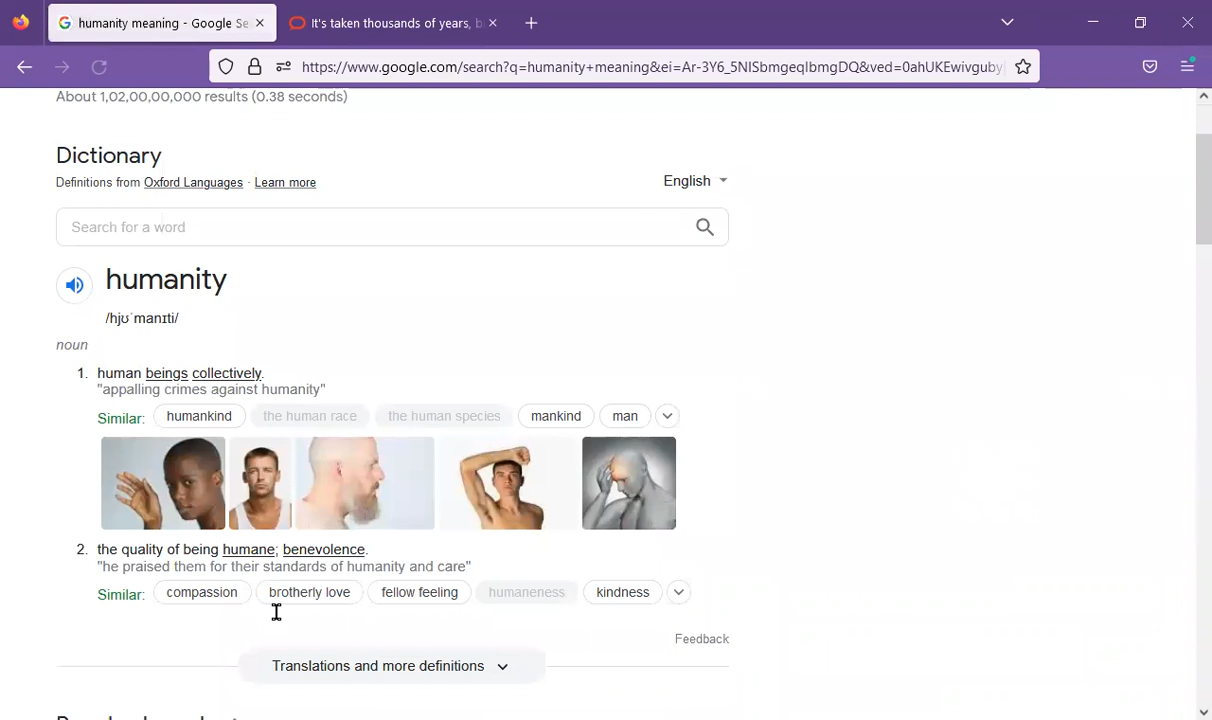 humanity meaning - Google Se
It's taken thousands of years, b
https://www.google.com/search?q=humanity+meaning&ei=Ar-3Y6_5NISbmgeqlbmgDQ&ved=0ahUKEwivguby
About 1,02,00,00,000 results (0.38 seconds)
Dictionary
Definitions from Oxford Languages · Learn more
English
Search for a word
humanity
/hjʊˈmanɪti/
noun
1. human beings collectively.
"appalling crimes against humanity"
Similar: humankind the human race the human species mankind man
2. the quality of being humane; benevolence.
"he praised them for their standards of humanity and care"
Similar: compassion brotherly love fellow feeling humaneness kindness
Feedback
Translations and more definitions